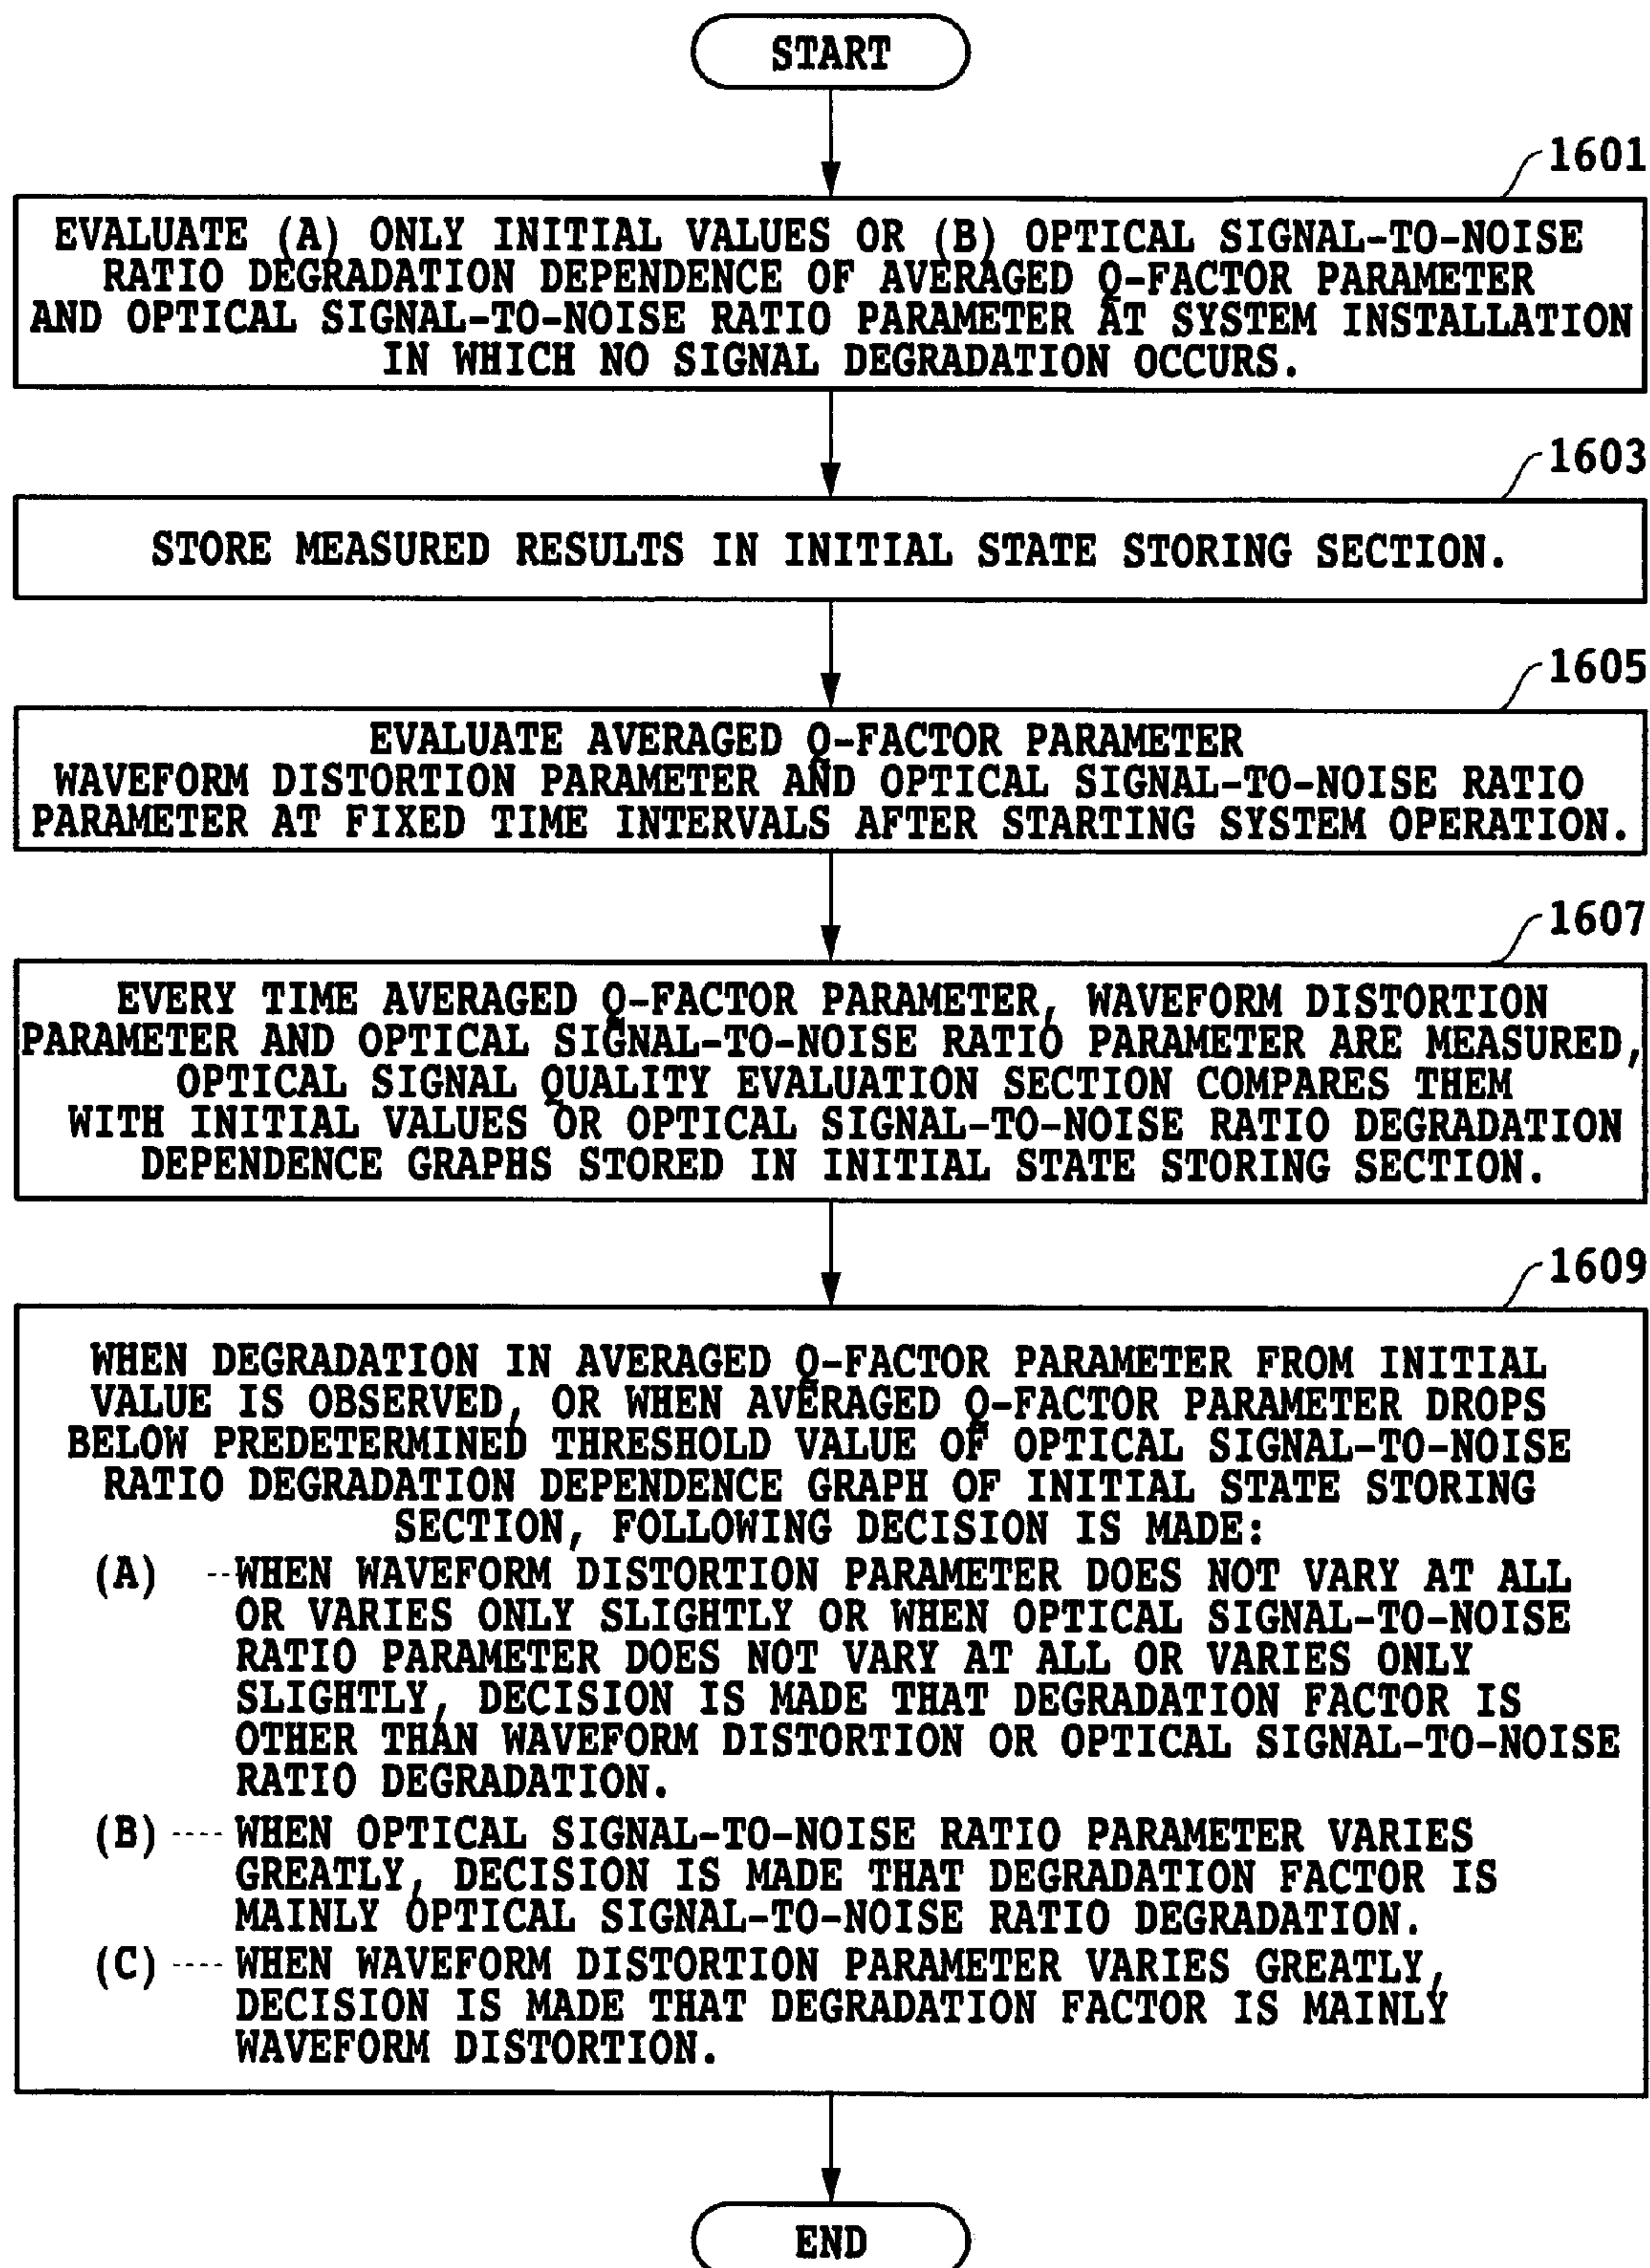 START
1601
EVALUATE (A) ONLY INITIAL VALUES OR (B) OPTICAL SIGNAL-TO-NOISE
RATIO DEGRADATION DEPENDENCE OF AVERAGED Q-FACTOR PARAMETER
AND OPTICAL SIGNAL-TO-NOISE RATIO PARAMETER AT SYSTEM INSTALLATION
IN WHICH NO SIGNAL DEGRADATION OCCURS.
1603
STORE MEASURED RESULTS IN INITIAL STATE STORING SECTION.
1605
EVALUATE AVERAGED Q-FACTOR PARAMETER
WAVEFORM DISTORTION PARAMETER AND OPTICAL SIGNAL-TO-NOISE RATIO
PARAMETER AT FIXED TIME INTERVALS AFTER STARTING SYSTEM OPERATION.
1607
EVERY TIME AVERAGED Q-FACTOR PARAMETER, WAVEFORM DISTORTION
PARAMETER AND OPTICAL SIGNAL-TO-NOISE RATIO PARAMETER ARE MEASURED,
OPTICAL SIGNAL QUALITY EVALUATION SECTION COMPARES THEM
WITH INITIAL VALUES OR OPTICAL SIGNAL-TO-NOISE RATIO DEGRADATION
DEPENDENCE GRAPHS STORED IN INITIAL STATE STORING SECTION.
1609
WHEN DEGRADATION IN AVERAGED Q-FACTOR PARAMETER FROM INITIAL
VALUE IS OBSERVED, OR WHEN AVERAGED Q-FACTOR PARAMETER DROPS
BELOW PREDETERMINED THRESHOLD VALUE OF OPTICAL SIGNAL-TO-NOISE
RATIO DEGRADATION DEPENDENCE GRAPH OF INITIAL STATE STORING
SECTION, FOLLOWING DECISION IS MADE:
(A) --WHEN WAVEFORM DISTORTION PARAMETER DOES NOT VARY AT ALL
OR VARIES ONLY SLIGHTLY OR WHEN OPTICAL SIGNAL-TO-NOISE
RATIO PARAMETER DOES NOT VARY AT ALL OR VARIES ONLY
SLIGHTLY, DECISION IS MADE THAT DEGRADATION FACTOR IS
OTHER THAN WAVEFORM DISTORTION OR OPTICAL SIGNAL-TO-NOISE
RATIO DEGRADATION.
(B) ---- WHEN OPTICAL SIGNAL-TO-NOISE RATIO PARAMETER VARIES
GREATLY, DECISION IS MADE THAT DEGRADATION FACTOR IS
MAINLY OPTICAL SIGNAL-TO-NOISE RATIO DEGRADATION.
(C) ---- WHEN WAVEFORM DISTORTION PARAMETER VARIES GREATLY,
DECISION IS MADE THAT DEGRADATION FACTOR IS MAINLY
WAVEFORM DISTORTION.
END